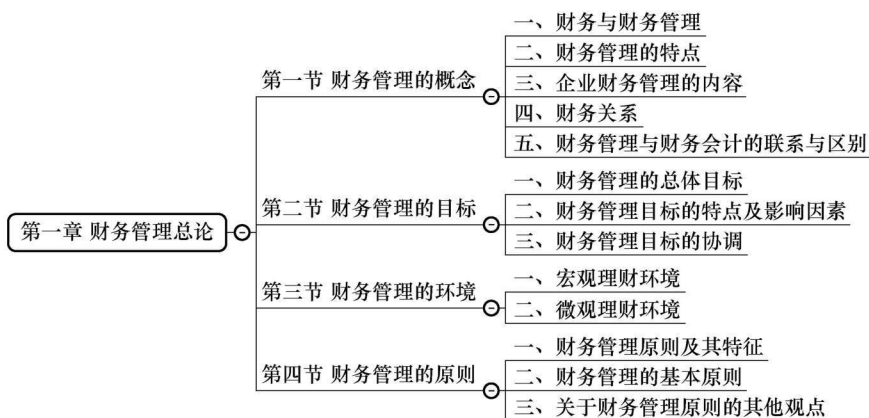 第一章 财务管理总论
第一节 财务管理的概念
一、财务与财务管理
二、财务管理的特点
三、企业财务管理的内容
四、财务关系
五、财务管理与财务会计的联系与区别
第二节 财务管理的目标
一、财务管理的总体目标
二、财务管理目标的特点及影响因素
三、财务管理目标的协调
第三节 财务管理的环境
一、宏观理财环境
二、微观理财环境
第四节 财务管理的原则
一、财务管理原则及其特征
二、财务管理的基本原则
三、关于财务管理原则的其他观点